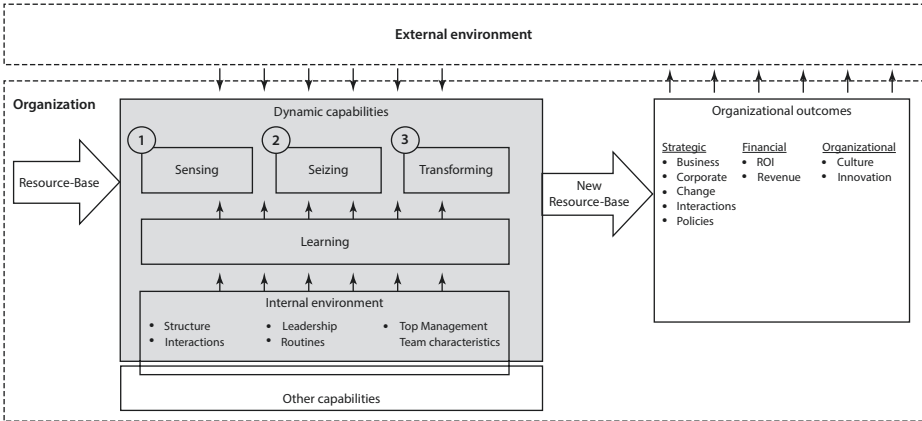 External environment
Organization
Dynamic capabilities
1
2
3
Sensing
Seizing
Transforming
Resource-Base
Learning
Internal environment
• Structure
• Interactions
• Leadership
• Routines
• Top Management
Team characteristics
Other capabilities
New
Resource-Base
Organizational outcomes
Strategic
• Business
• Corporate
• Change
• Interactions
• Policies
Financial
• ROI
• Revenue
Organizational
• Culture
• Innovation